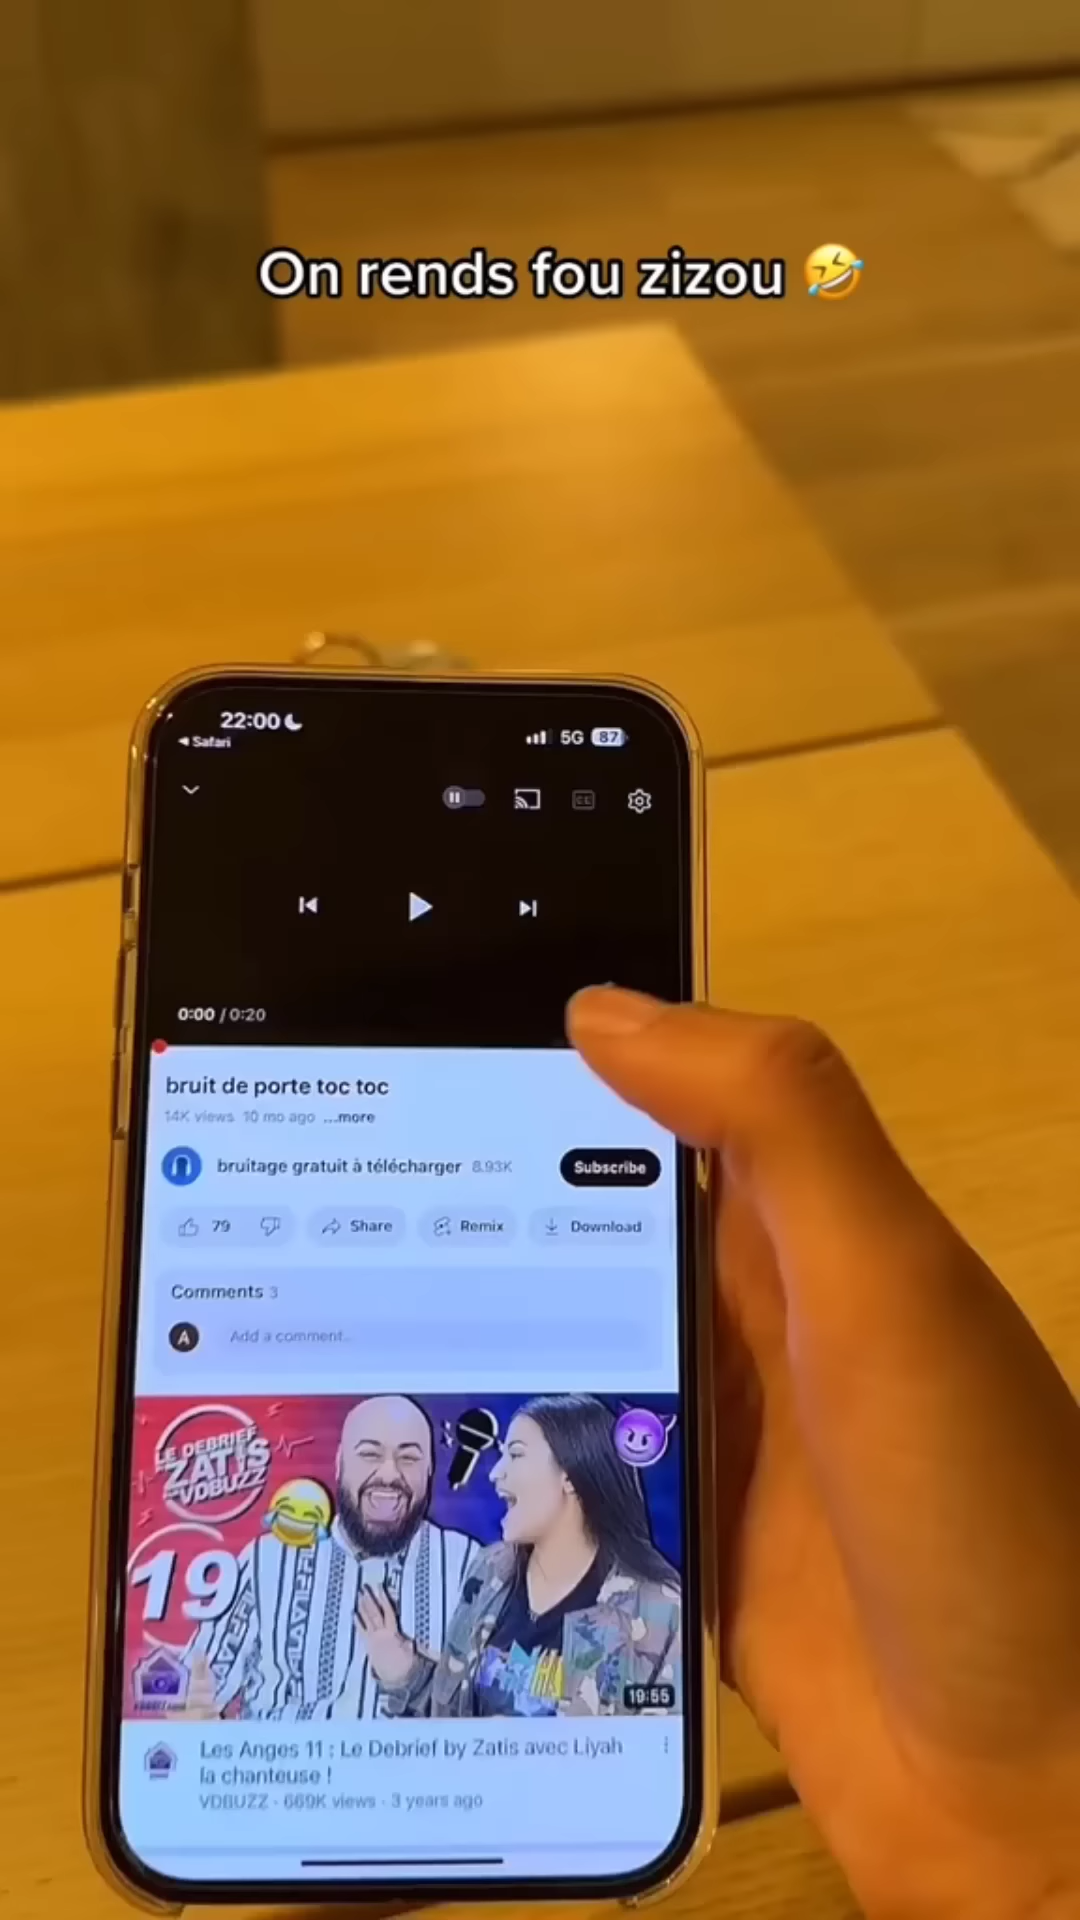 On rends fou zizou 🤣
22:00
5G 87
◀ Safari
CC
0:00 / 0:20
bruit de porte toc toc
14K views 10 mo ago ...more
bruitage gratuit à télécharger 8.93K Subscribe
79 Share Remix Download
Comments 3
A Add a comment...
LE DEBRIEF
ZATIS
VDBUZZ
19
19:55
Les Anges 11 : Le Debrief by Zatis avec Liyah
la chanteuse !
VDBUZZ · 669K views · 3 years ago